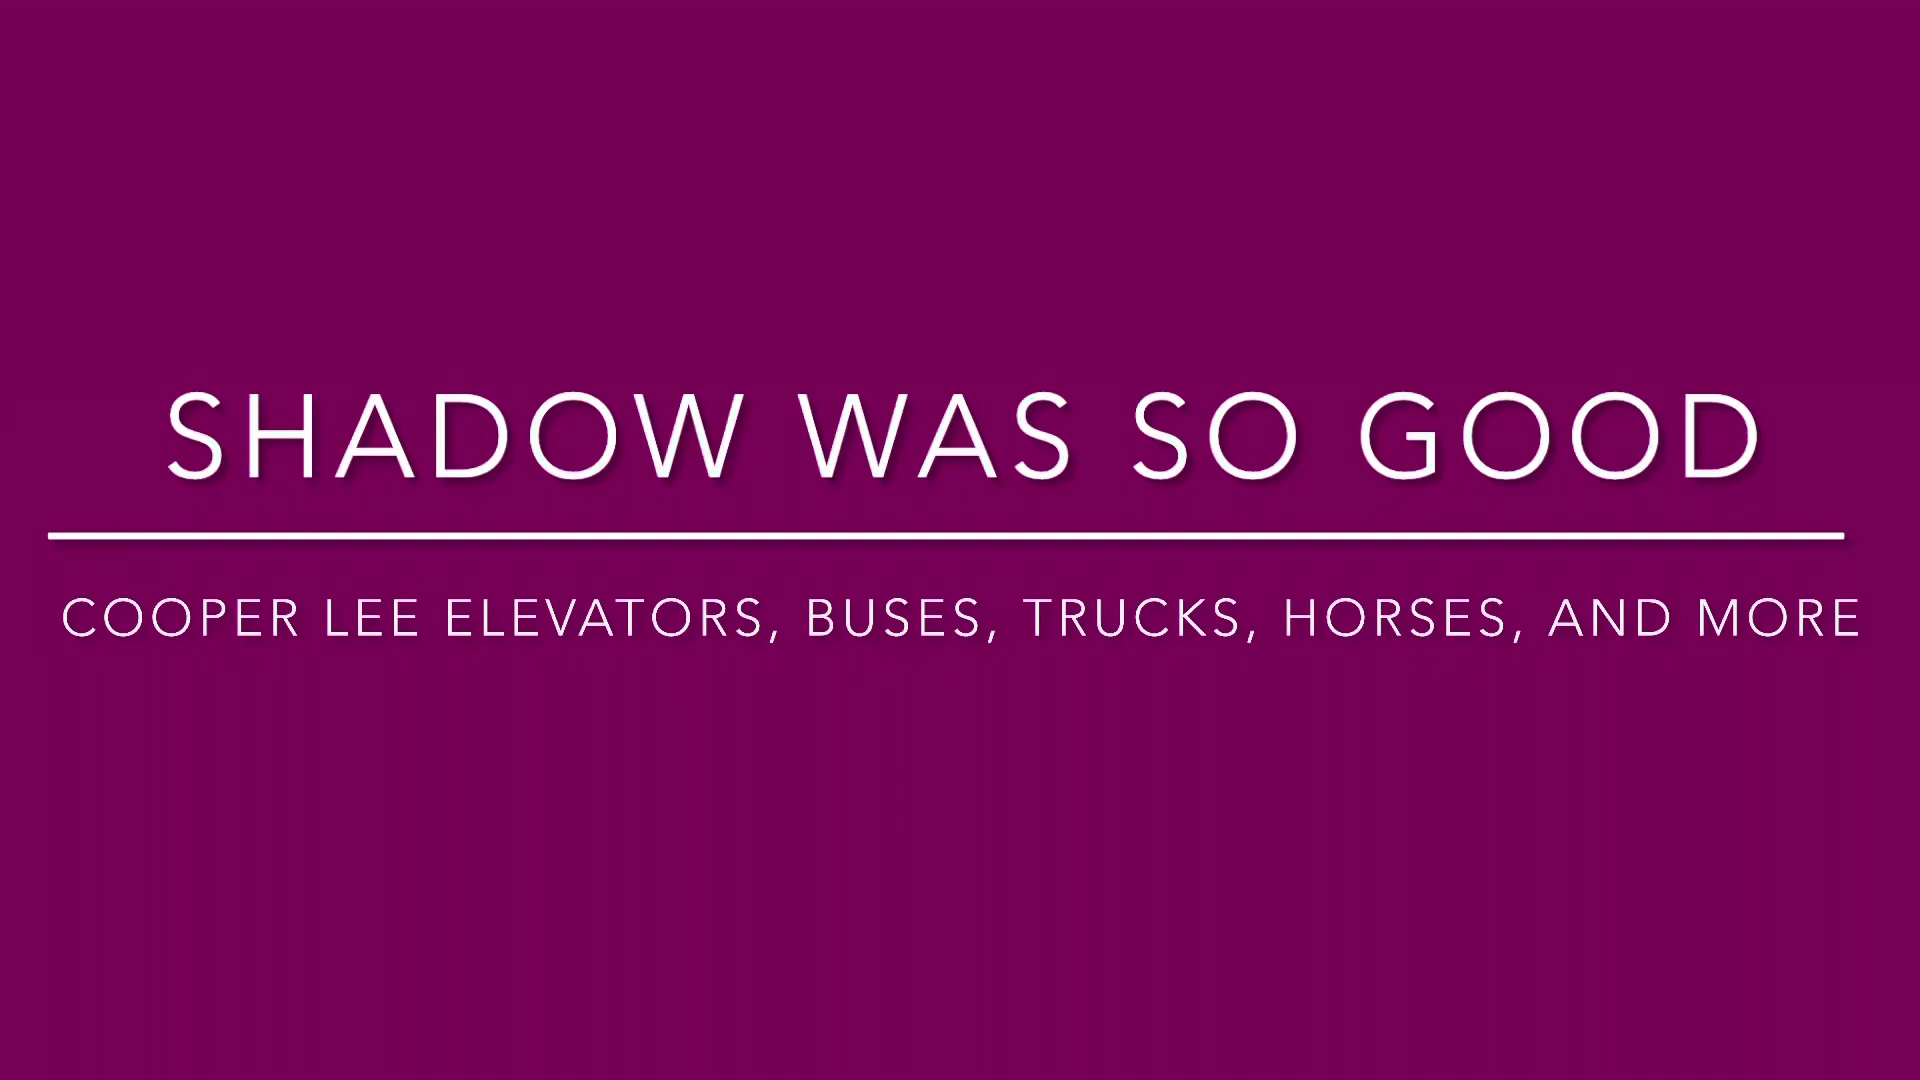 SHADOW WAS SO GOOD
COOPER LEE ELEVATORS, BUSES, TRUCKS, HORSES, AND MORE